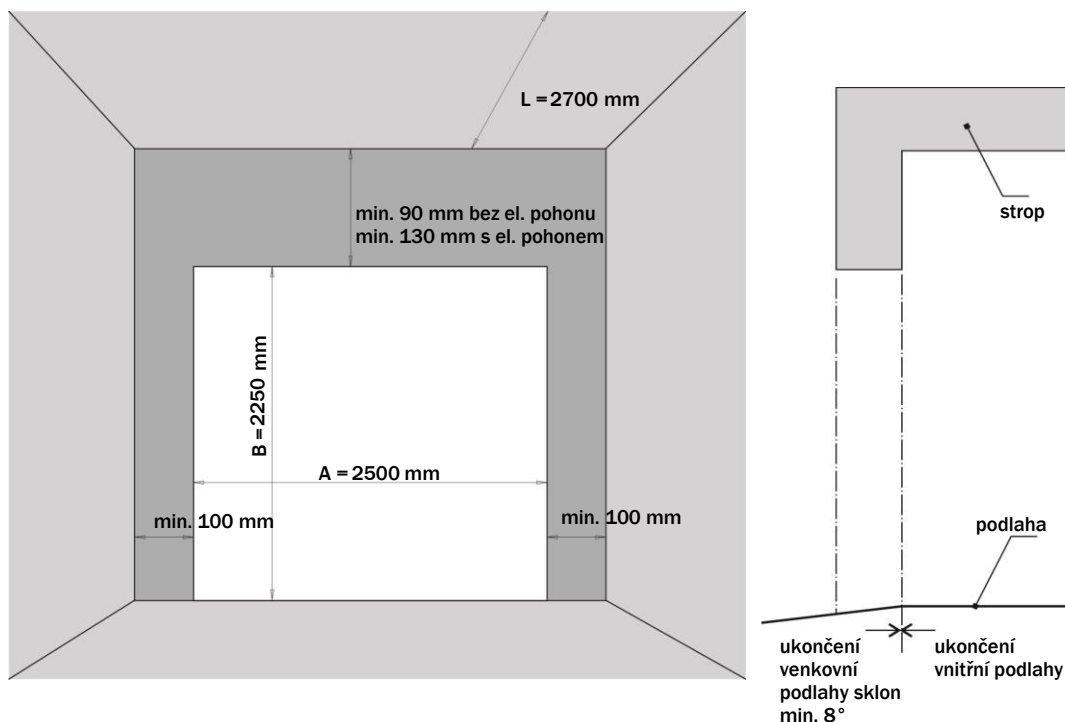 L = 2700 mm
min. 90 mm bez el. pohonu
min. 130 mm s el. pohonem
B = 2250 mm
A = 2500 mm
min. 100 mm
min. 100 mm
strop
podlaha
ukončení
venkovní
podlahy sklon
min. 8°
ukončení
vnitřní podlahy